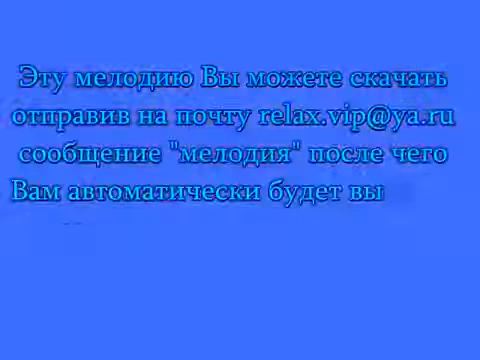 Эту мелодию Вы можете скачать
отправив на почту relax.vip@ya.ru
сообщение "мелодия" после чего
Вам автоматически будет вы